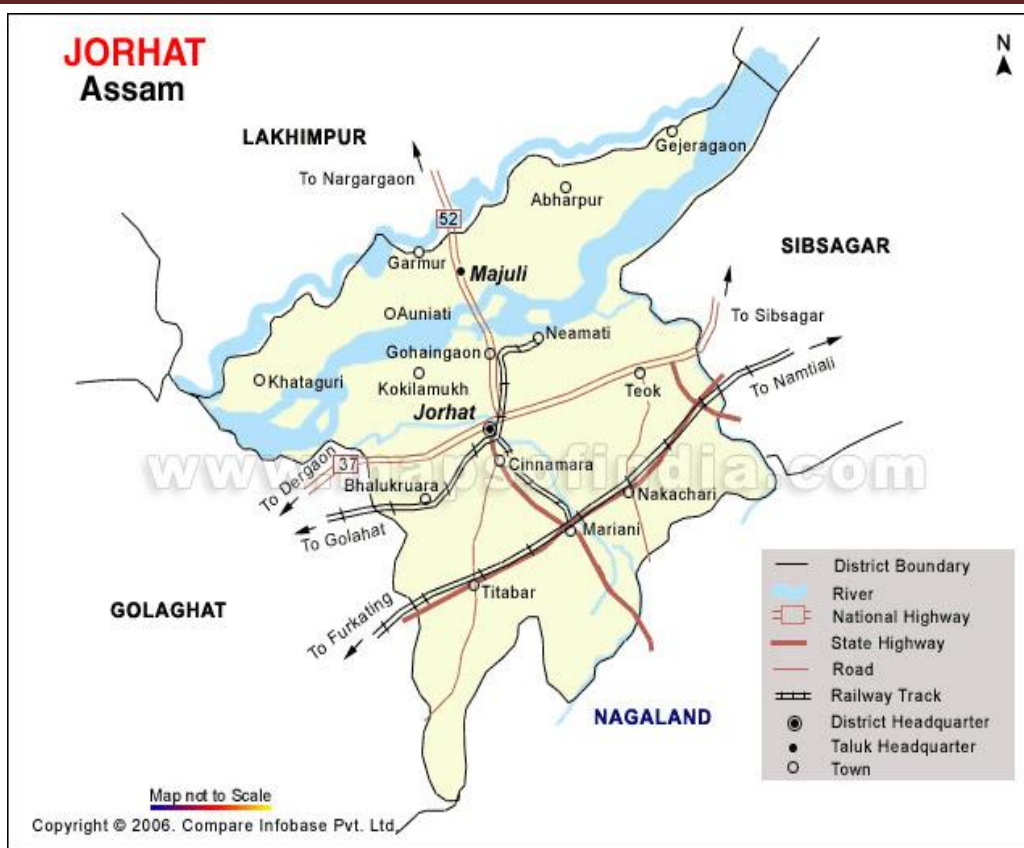 JORHAT
Assam
N
LAKHIMPUR
To Nargargaon
52
Gejeragaon
Abharpur
SIBSAGAR
Garmur
Majuli
Auniati
To Sibsagar
Neamati
Gohaingaon
To Namtiali
Khataguri
Kokilamukh
Teok
Jorhat
www.mapsofindia.com
37
To Dergaon
Cinnamara
Bhalukruara
Nakachari
To Golahat
Mariani
GOLAGHAT
Titabar
To Furkating
NAGALAND
District Boundary
River
National Highway
State Highway
Road
Railway Track
District Headquarter
Taluk Headquarter
Town
Map not to Scale
Copyright © 2006. Compare Infobase Pvt. Ltd.